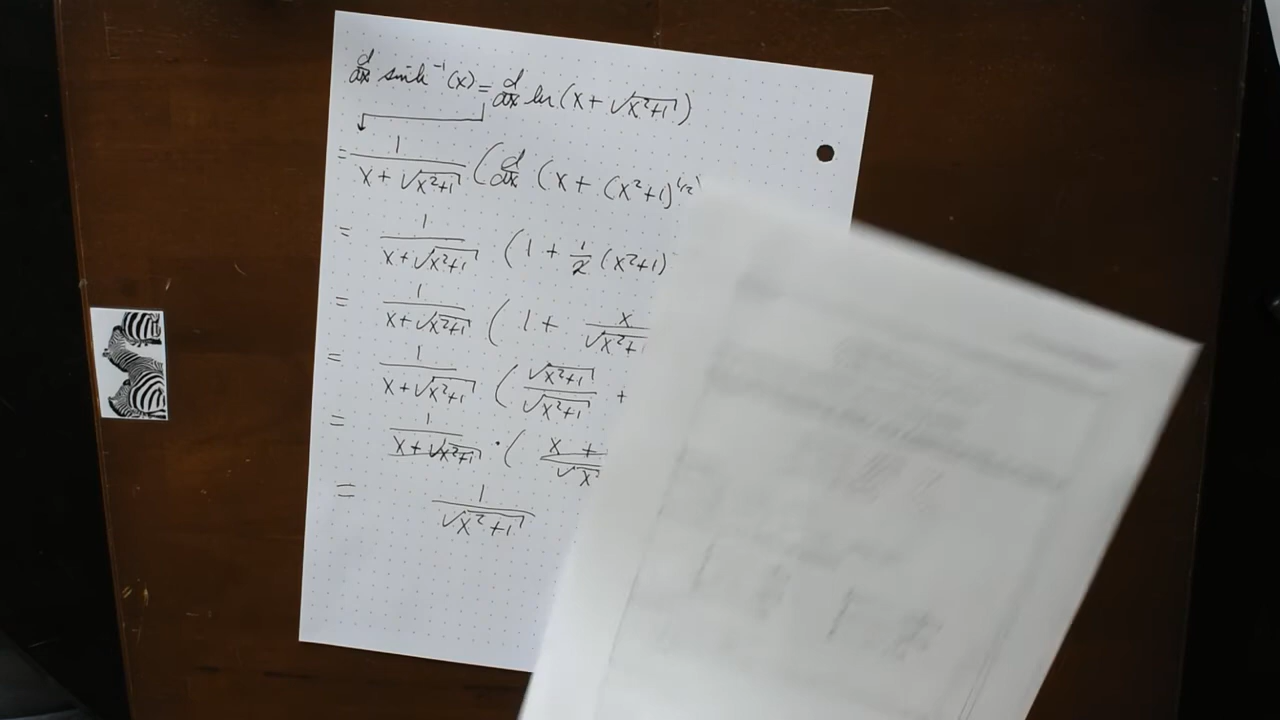 d/dx sinh⁻¹(x) = d/dx ln(x + √(x²+1))
= 1/(x + √(x²+1)) (d/dx (x + (x²+1)^(1/2)
= 1/(x+√(x²+1)) (1 + 1/2 (x²+1)
= 1/(x+√(x²+1)) (1 + x/√(x²+1
= 1/(x+√(x²+1)) (√(x²+1)/√(x²+1) +
= 1/(x+√(x²+1)) · (x +/√x²
= 1/√(x²+1)